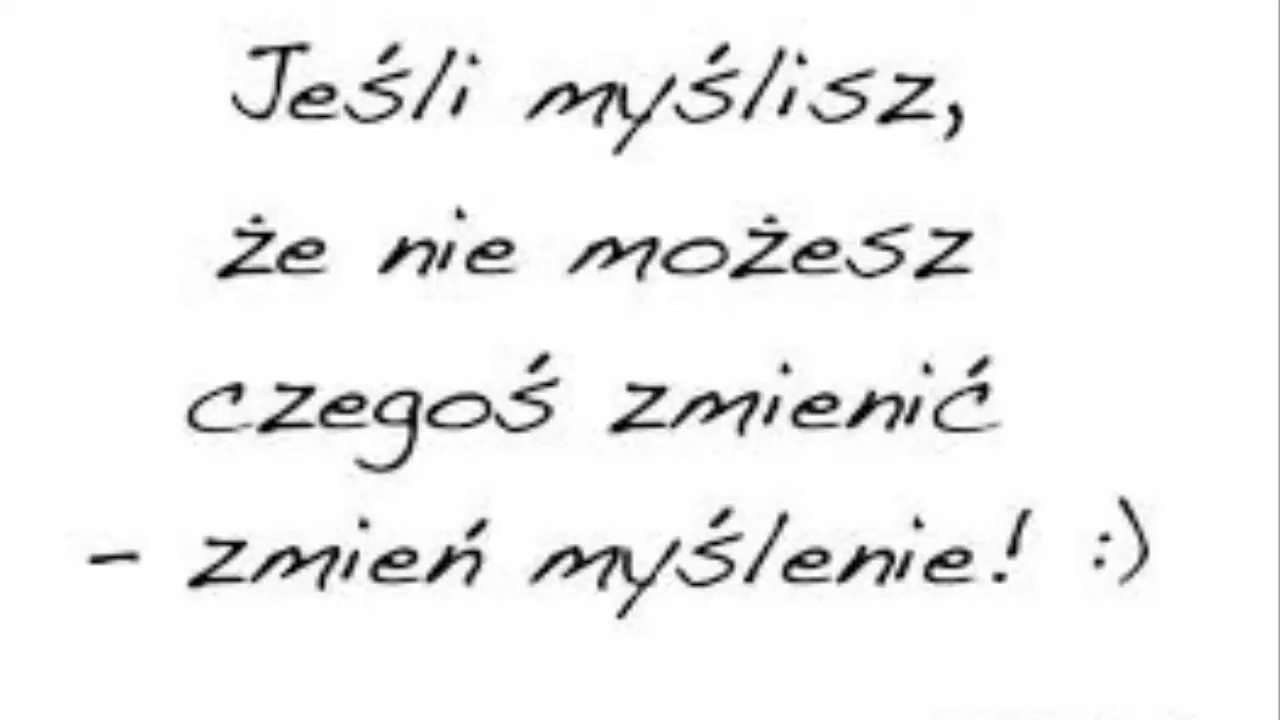 Jeśli myślisz,
że nie możesz
czegoś zmienić
- zmień myślenie! :)